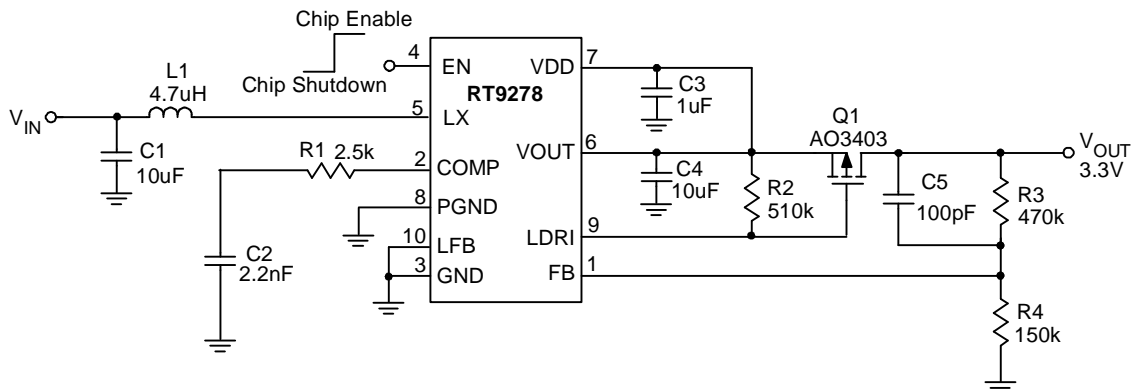 Chip Enable
Chip Shutdown
4
EN
RT9278
VDD
7
C3
1uF
L1
4.7uH
V_IN
5
LX
C1
10uF
R1 2.5k
2
COMP
VOUT
6
C4
10uF
Q1
AO3403
V_OUT
3.3V
R2
510k
C5
100pF
R3
470k
8
PGND
LDRI
9
10
LFB
C2
2.2nF
3
GND
FB
1
R4
150k